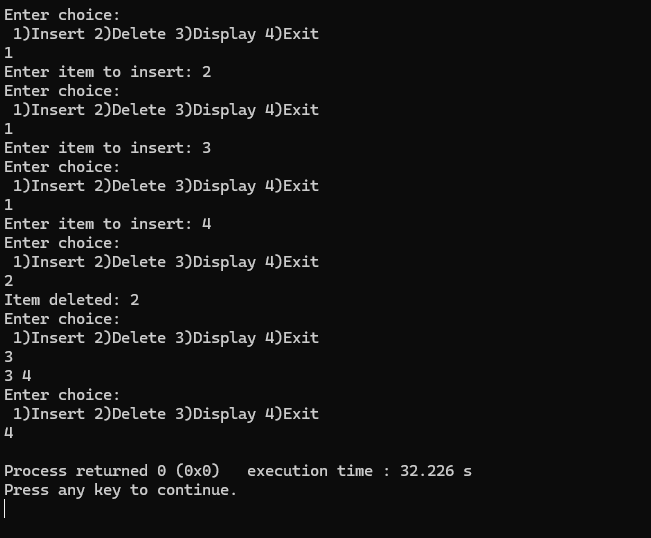 Enter choice:
 1)Insert 2)Delete 3)Display 4)Exit
1
Enter item to insert: 2
Enter choice:
 1)Insert 2)Delete 3)Display 4)Exit
1
Enter item to insert: 3
Enter choice:
 1)Insert 2)Delete 3)Display 4)Exit
1
Enter item to insert: 4
Enter choice:
 1)Insert 2)Delete 3)Display 4)Exit
2
Item deleted: 2
Enter choice:
 1)Insert 2)Delete 3)Display 4)Exit
3
3 4
Enter choice:
 1)Insert 2)Delete 3)Display 4)Exit
4

Process returned 0 (0x0)   execution time : 32.226 s
Press any key to continue.